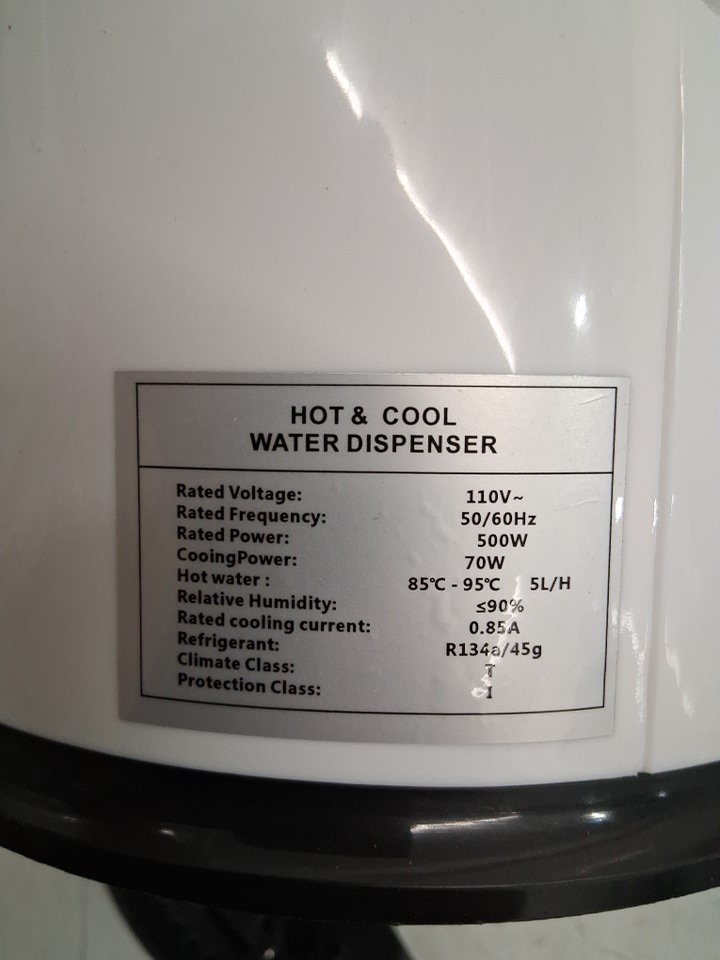 HOT & COOL
WATER DISPENSER
Rated Voltage: 110V~
Rated Frequency: 50/60Hz
Rated Power: 500W
CooingPower: 70W
Hot water : 85℃ - 95℃ 5L/H
Relative Humidity: ≤90%
Rated cooling current: 0.85A
Refrigerant: R134a/45g
Climate Class: T
Protection Class: I